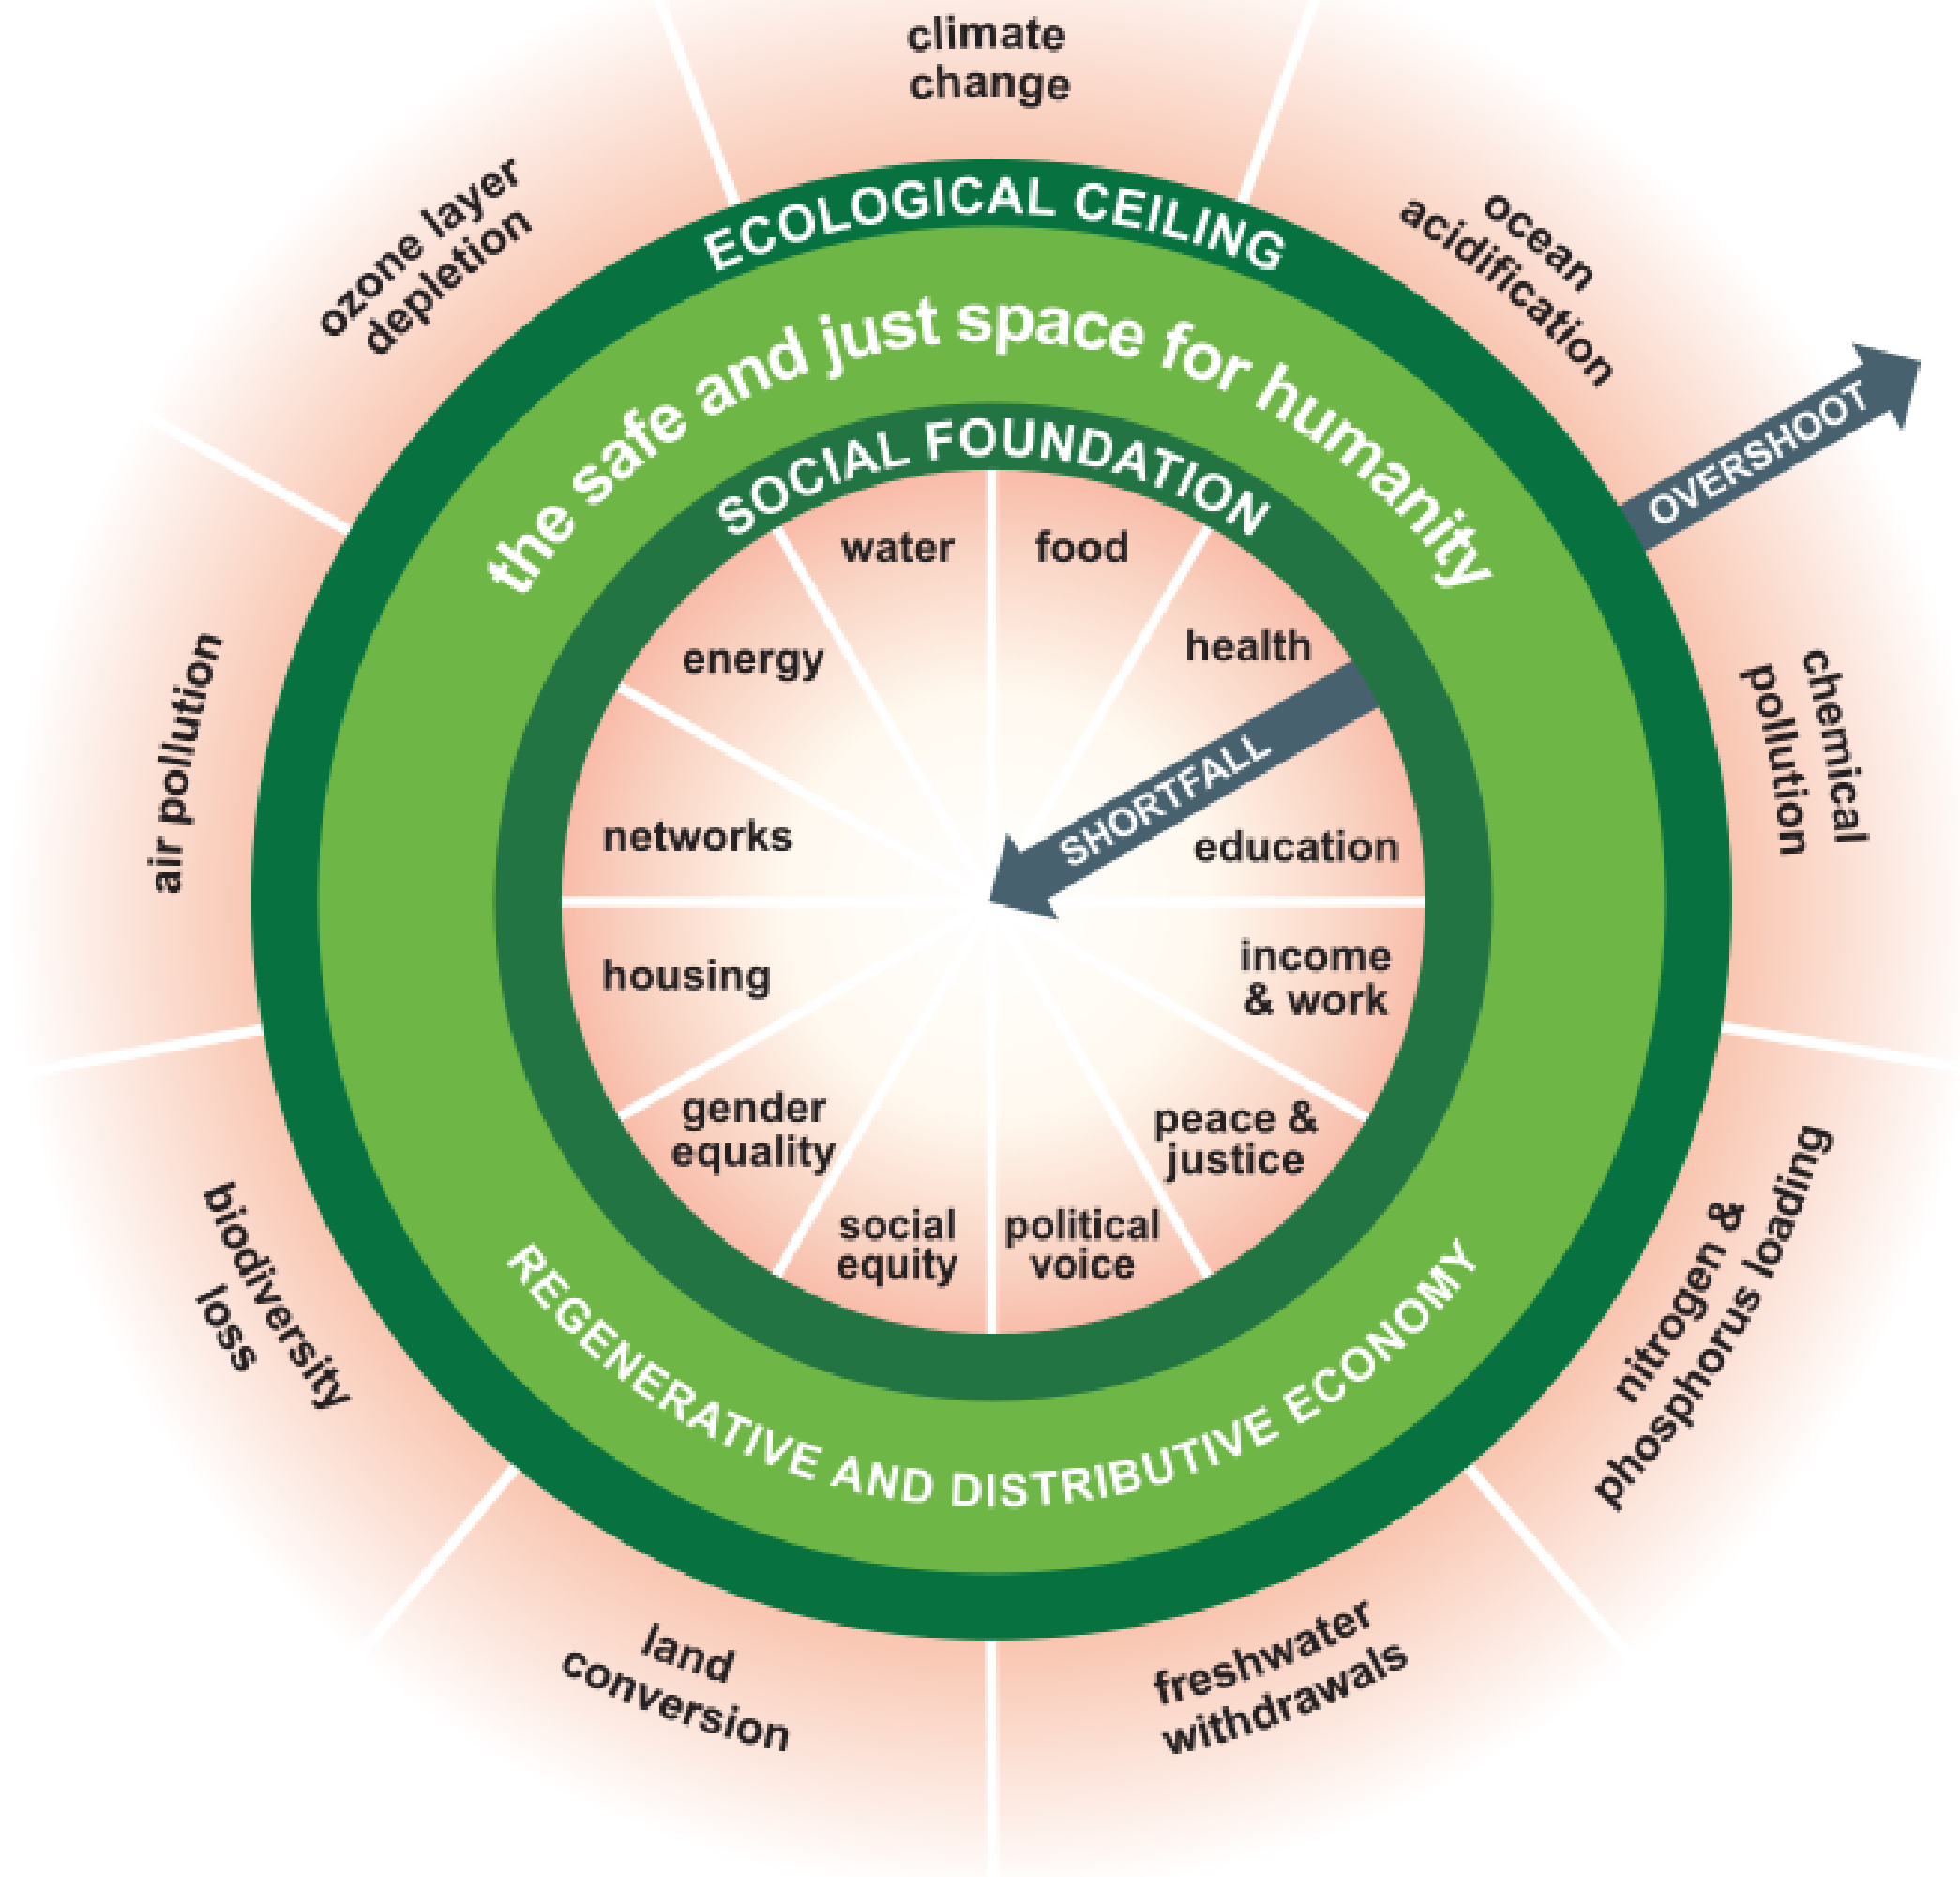 climate
change
ozone layer
depletion
ocean
acidification
ECOLOGICAL CEILING
the safe and just space for humanity
OVERSHOOT
SOCIAL FOUNDATION
water
food
energy
health
SHORTFALL
networks
education
housing
income
& work
gender
equality
peace &
justice
social
equity
political
voice
air pollution
chemical
pollution
biodiversity
loss
nitrogen &
phosphorus loading
REGENERATIVE AND DISTRIBUTIVE ECONOMY
land
conversion
freshwater
withdrawals